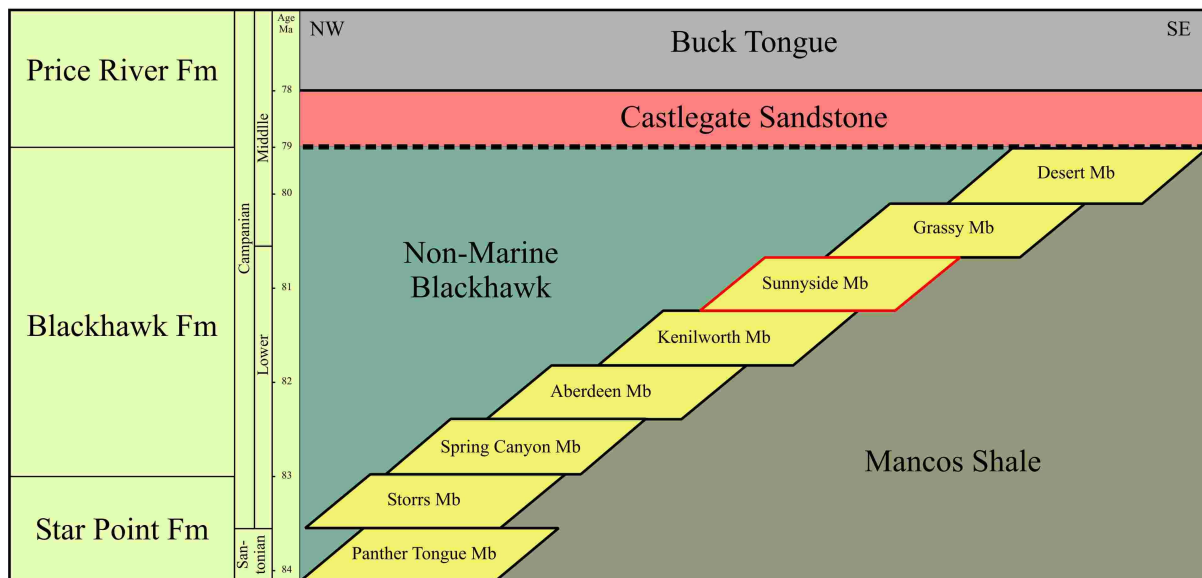 Price River Fm
Blackhawk Fm
Star Point Fm
Campanian
San-
tonian
Middlle
Lower
Age
Ma
78
79
80
81
82
83
84
NW
SE
Buck Tongue
Castlegate Sandstone
Desert Mb
Grassy Mb
Non-Marine
Blackhawk
Sunnyside Mb
Kenilworth Mb
Aberdeen Mb
Spring Canyon Mb
Mancos Shale
Storrs Mb
Panther Tongue Mb